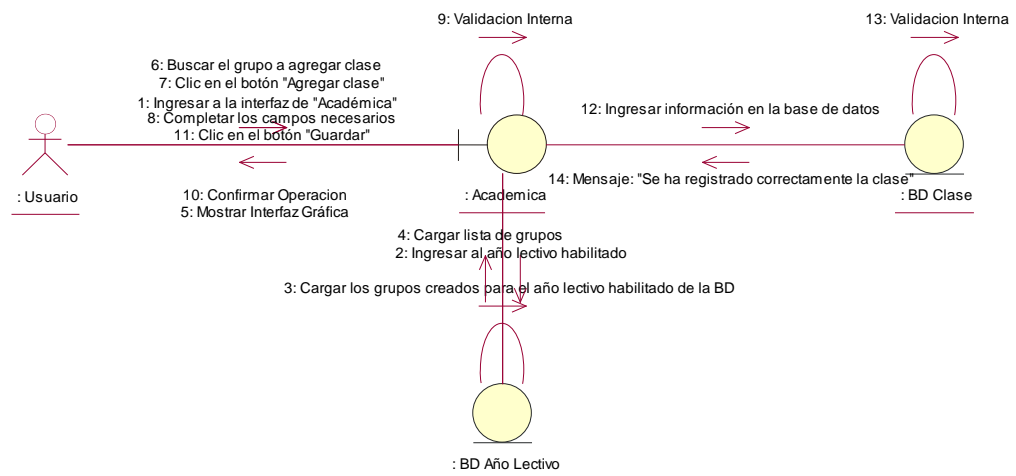 9: Validacion Interna
13: Validacion Interna
6: Buscar el grupo a agregar clase
7: Clic en el botón "Agregar clase"
1: Ingresar a la interfaz de "Académica"
8: Completar los campos necesarios
11: Clic en el botón "Guardar"
12: Ingresar información en la base de datos
14: Mensaje: "Se ha registrado correctamente la clase"
10: Confirmar Operacion
5: Mostrar Interfaz Gráfica
: Usuario
: Academica
: BD Clase
4: Cargar lista de grupos
2: Ingresar al año lectivo habilitado
3: Cargar los grupos creados para el año lectivo habilitado de la BD
: BD Año Lectivo